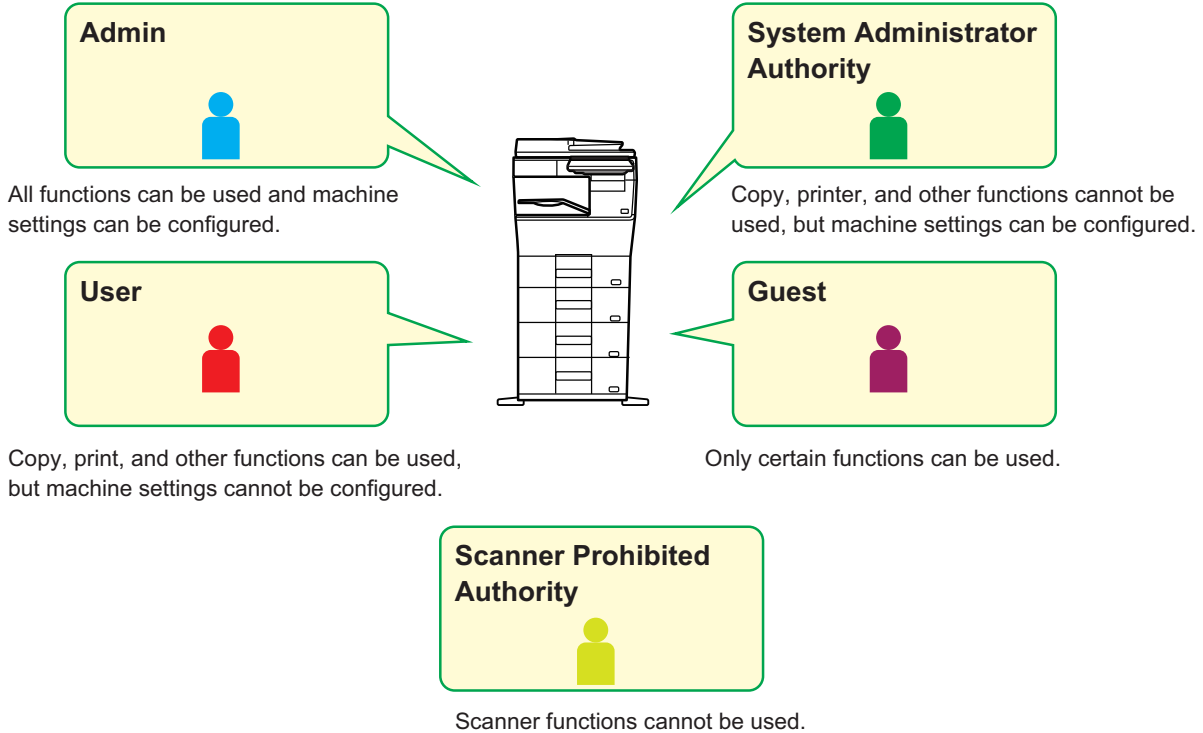 Admin
All functions can be used and machine
settings can be configured.
System Administrator
Authority
Copy, printer, and other functions cannot be
used, but machine settings can be configured.
User
Copy, print, and other functions can be used,
but machine settings cannot be configured.
Guest
Only certain functions can be used.
Scanner Prohibited
Authority
Scanner functions cannot be used.